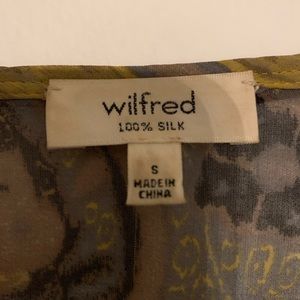 wilfred
100% SILK
S
MADE IN
CHINA